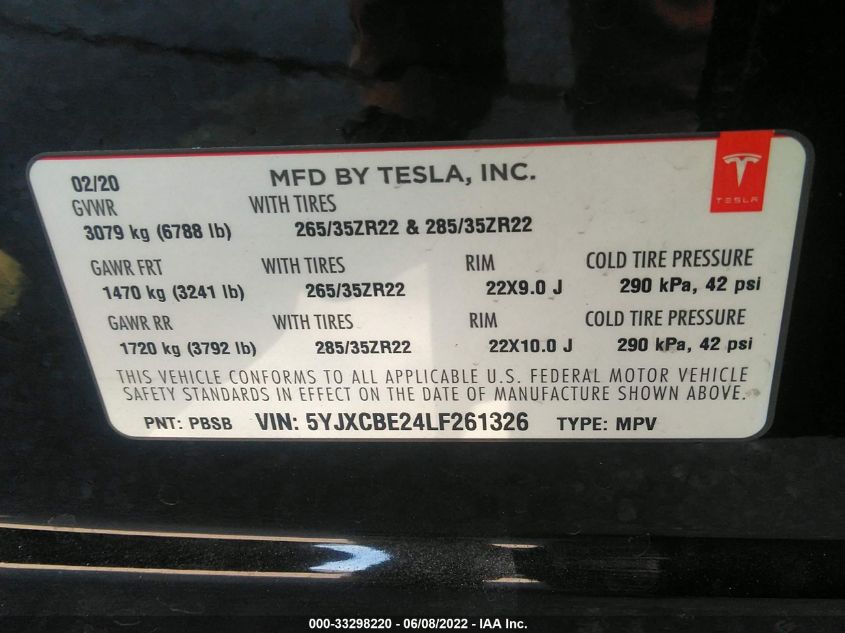 02/20 MFD BY TESLA, INC.
TESLA
GVWR WITH TIRES
3079 kg (6788 lb) 265/35ZR22 & 285/35ZR22
GAWR FRT WITH TIRES RIM COLD TIRE PRESSURE
1470 kg (3241 lb) 265/35ZR22 22X9.0 J 290 kPa, 42 psi
GAWR RR WITH TIRES RIM COLD TIRE PRESSURE
1720 kg (3792 lb) 285/35ZR22 22X10.0 J 290 kPa, 42 psi
THIS VEHICLE CONFORMS TO ALL APPLICABLE U.S. FEDERAL MOTOR VEHICLE
SAFETY STANDARDS IN EFFECT ON THE DATE OF MANUFACTURE SHOWN ABOVE.
PNT: PBSB VIN: 5YJXCBE24LF261326 TYPE: MPV
000-33298220 - 06/08/2022 - IAA Inc.